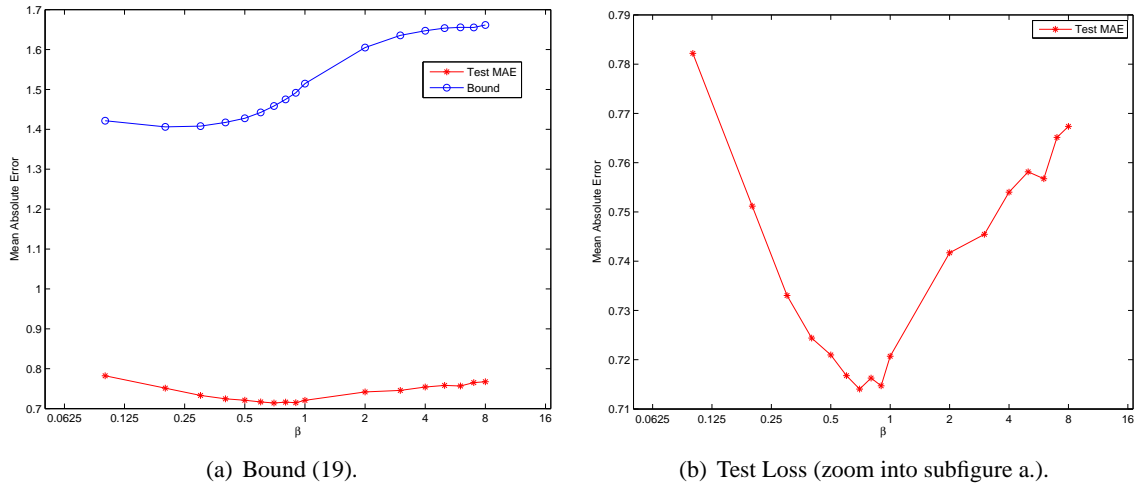 1.7
1.6
1.5
1.4
1.3
1.2
1.1
1
0.9
0.8
0.7
Mean Absolute Error
Test MAE
Bound
0.0625 0.125 0.25 0.5 1 2 4 8 16
β
(a) Bound (19).
0.79
0.78
0.77
0.76
0.75
0.74
0.73
0.72
0.71
Mean Absolute Error
Test MAE
0.0625 0.125 0.25 0.5 1 2 4 8 16
β
(b) Test Loss (zoom into subfigure a.).